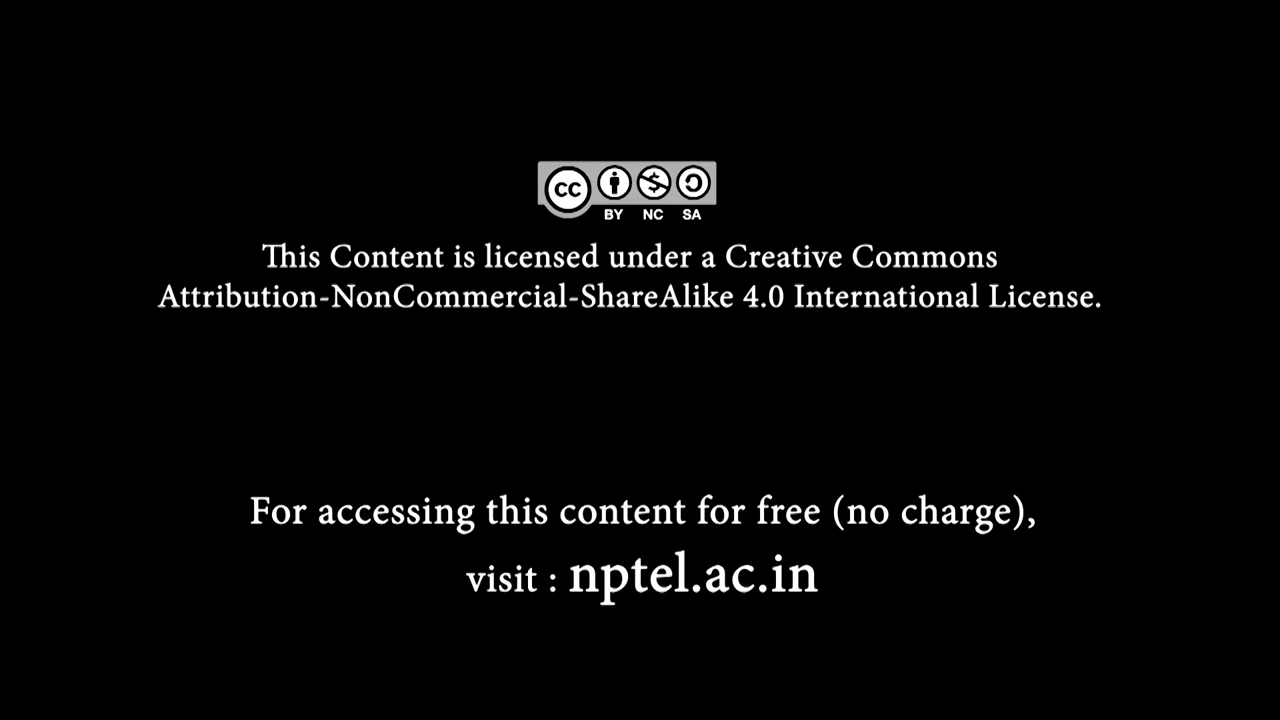 cc
BY NC SA
This Content is licensed under a Creative Commons
Attribution-NonCommercial-ShareAlike 4.0 International License.
For accessing this content for free (no charge),
visit : nptel.ac.in